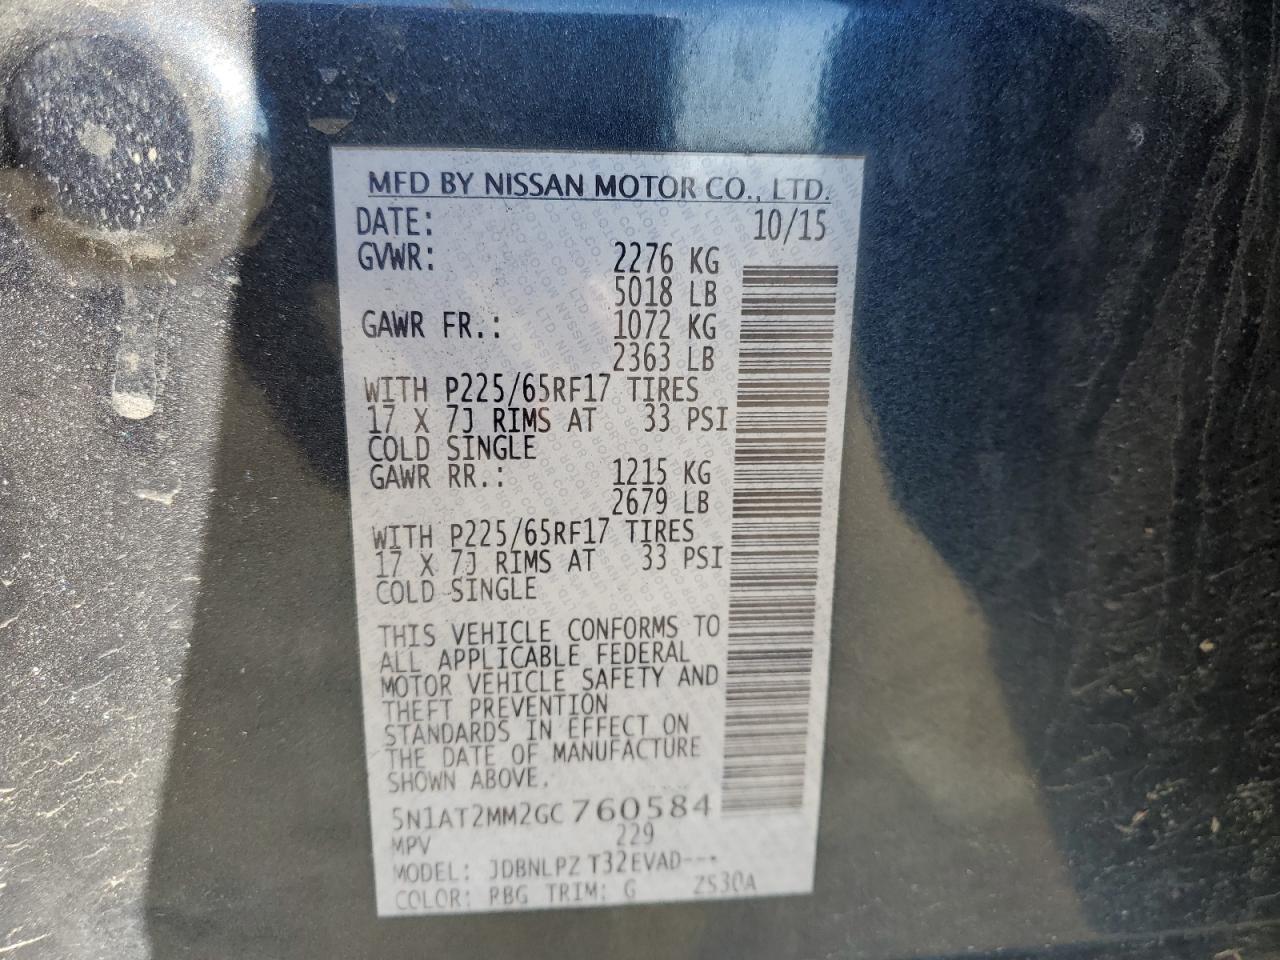 MFD BY NISSAN MOTOR CO., LTD.
DATE: 10/15
GVWR: 2276 KG
5018 LB
GAWR FR.: 1072 KG
2363 LB
WITH P225/65RF17 TIRES
17 X 7J RIMS AT 33 PSI
COLD SINGLE
GAWR RR.: 1215 KG
2679 LB
WITH P225/65RF17 TIRES
17 X 7J RIMS AT 33 PSI
COLD SINGLE
THIS VEHICLE CONFORMS TO
ALL APPLICABLE FEDERAL
MOTOR VEHICLE SAFETY AND
THEFT PREVENTION
STANDARDS IN EFFECT ON
THE DATE OF MANUFACTURE
SHOWN ABOVE.
5N1AT2MM2GC760584
MPV 229
MODEL: JDBNLPZ T32EVAD---
COLOR: RBG TRIM: G ZS30A